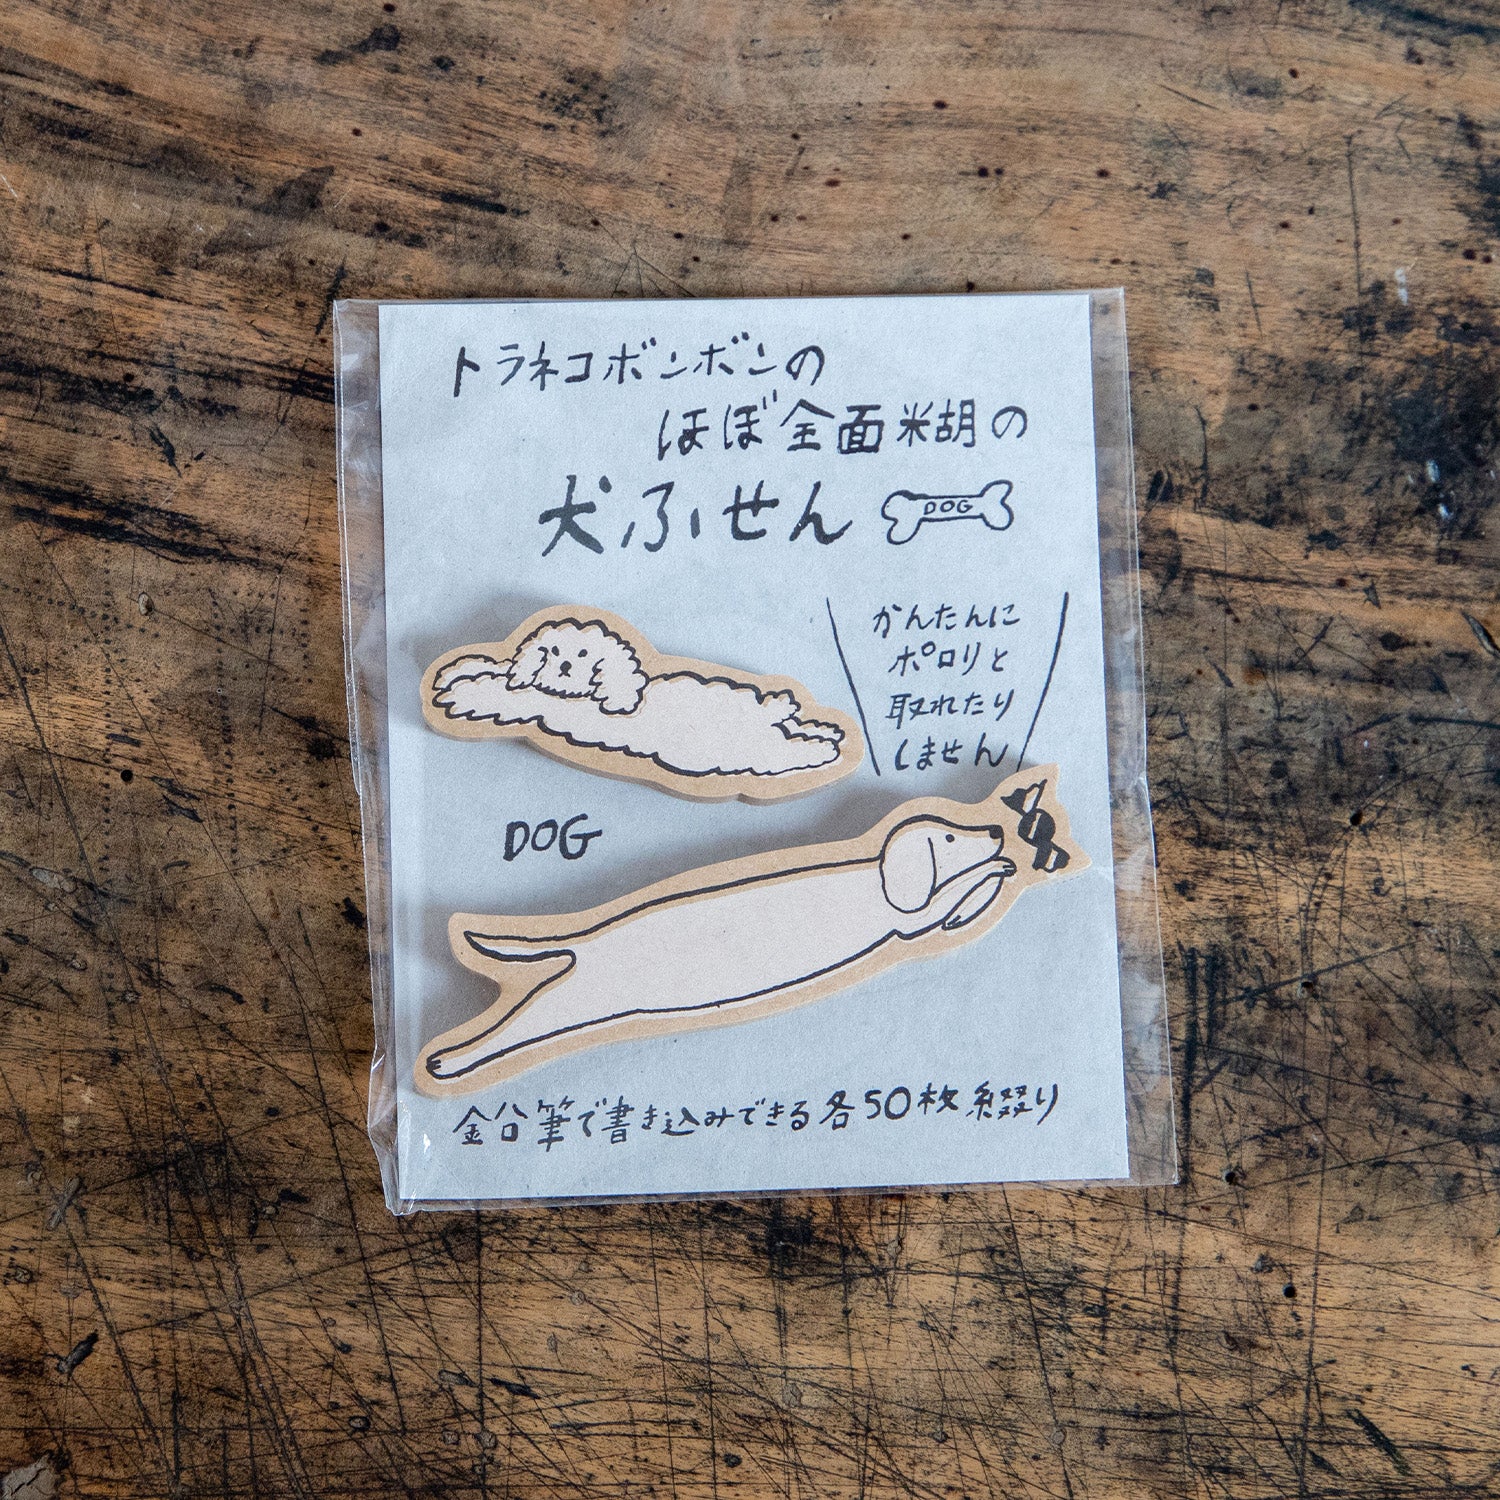 トラネコボンボンの
ほぼ全面糊の
犬ふせん
DOG
かんたんに
ポロリと
取れたり
しません
DOG
鉛筆で書き込みできる各50枚綴り